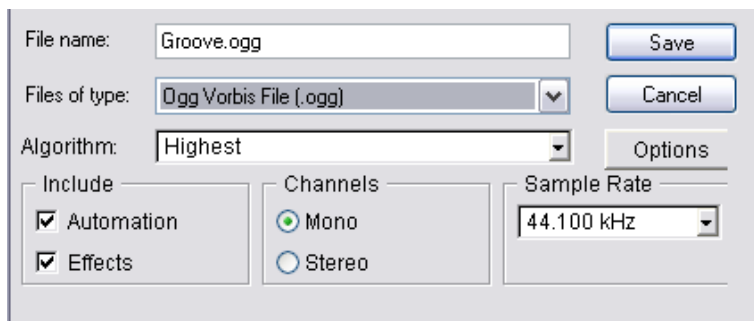 File name: Groove.ogg Save
Files of type: Ogg Vorbis File (.ogg) Cancel
Algorithm: Highest Options
Include Channels Sample Rate
Automation Mono 44.100 kHz
Effects Stereo